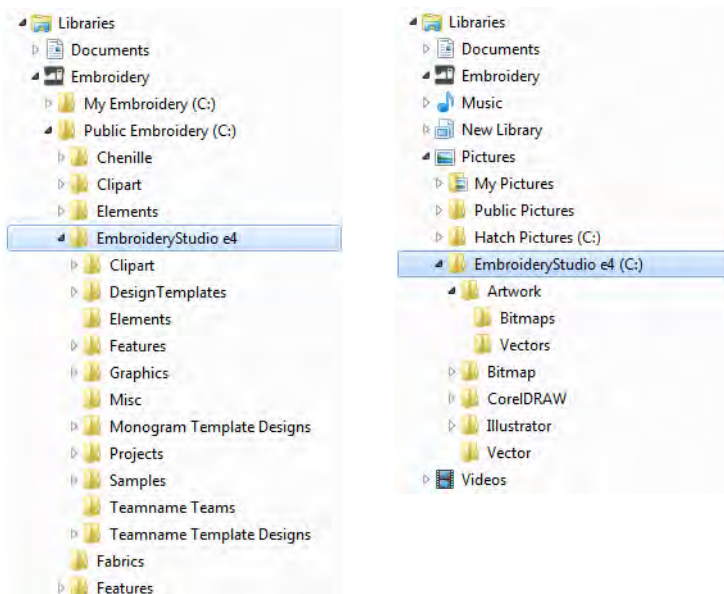 Libraries
Documents
Embroidery
My Embroidery (C:)
Public Embroidery (C:)
Chenille
Clipart
Elements
EmbroideryStudio e4
Clipart
DesignTemplates
Elements
Features
Graphics
Misc
Monogram Template Designs
Projects
Samples
Teamname Teams
Teamname Template Designs
Fabrics
Features
Libraries
Documents
Embroidery
Music
New Library
Pictures
My Pictures
Public Pictures
Hatch Pictures (C:)
EmbroideryStudio e4 (C:)
Artwork
Bitmaps
Vectors
Bitmap
CorelDRAW
Illustrator
Vector
Videos